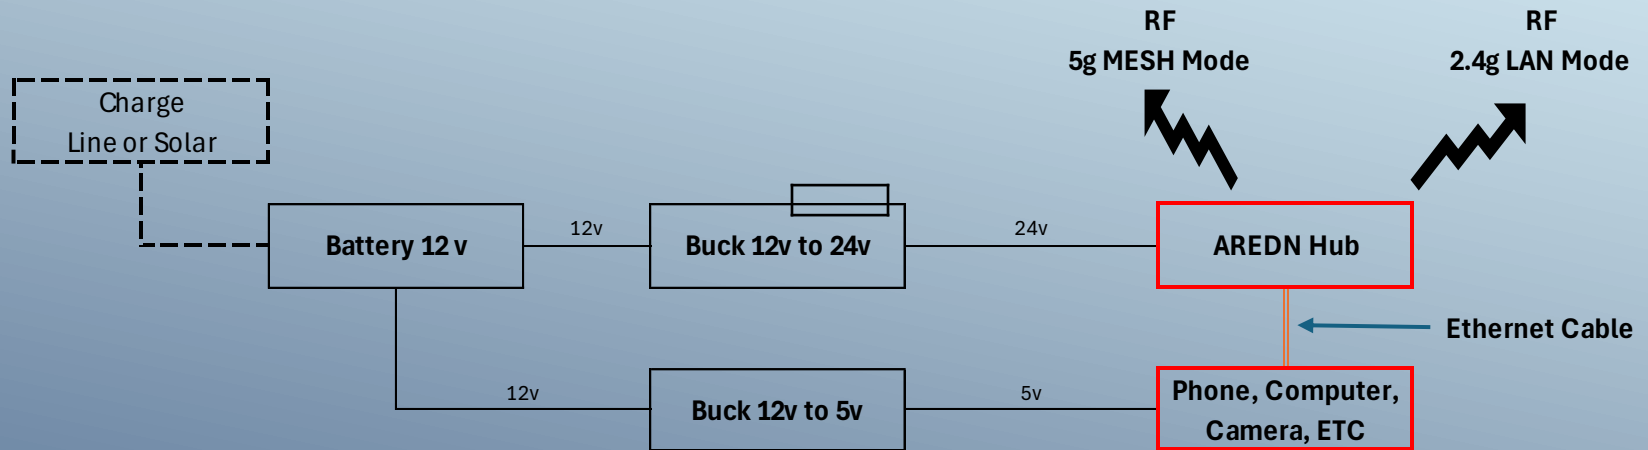 RF
5g MESH Mode
RF
2.4g LAN Mode
Charge
Line or Solar
Battery 12 v
12v
Buck 12v to 24v
24v
AREDN Hub
Ethernet Cable
12v
Buck 12v to 5v
5v
Phone, Computer,
Camera, ETC